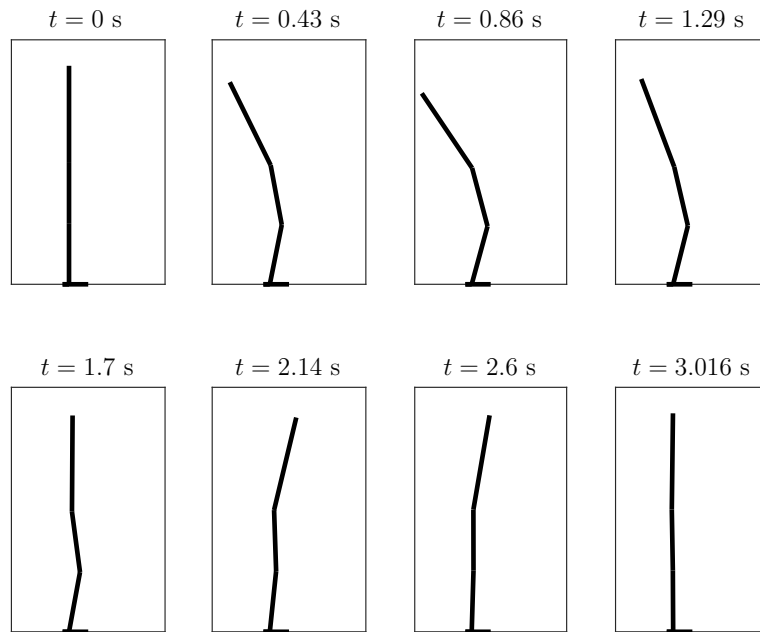 t = 0 s
t = 0.43 s
t = 0.86 s
t = 1.29 s
t = 1.7 s
t = 2.14 s
t = 2.6 s
t = 3.016 s